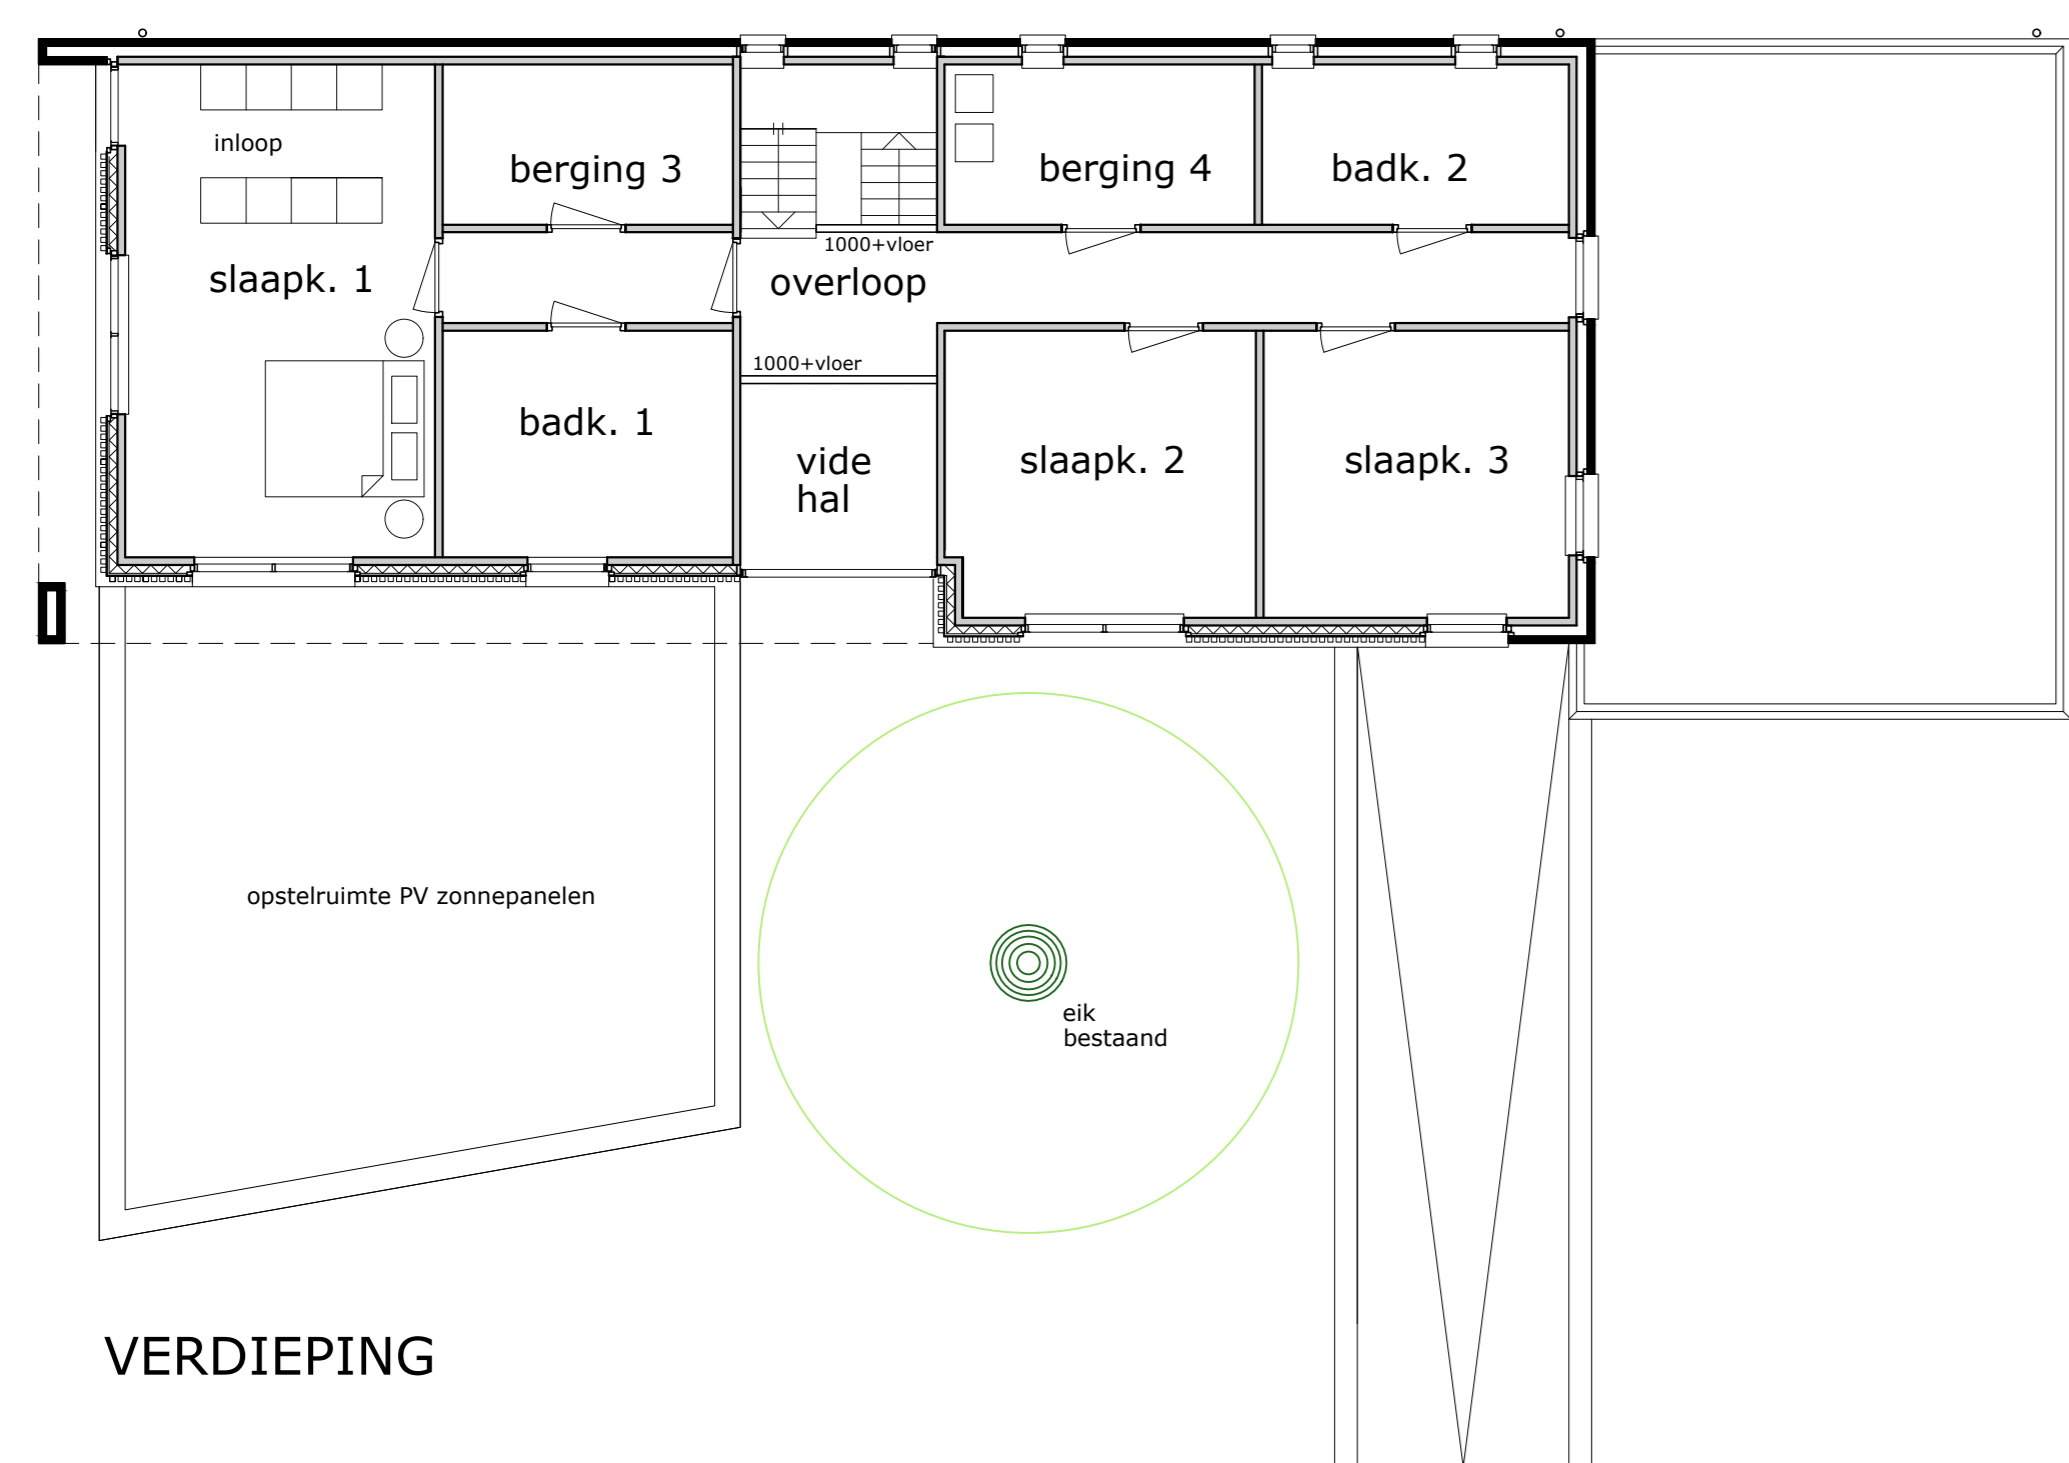 inloop
berging 3
berging 4
badk. 2
1000+vloer
slaapk. 1
overloop
1000+vloer
badk. 1
vide
hal
slaapk. 2
slaapk. 3
opstelruimte PV zonnepanelen
eik
bestaand
VERDIEPING